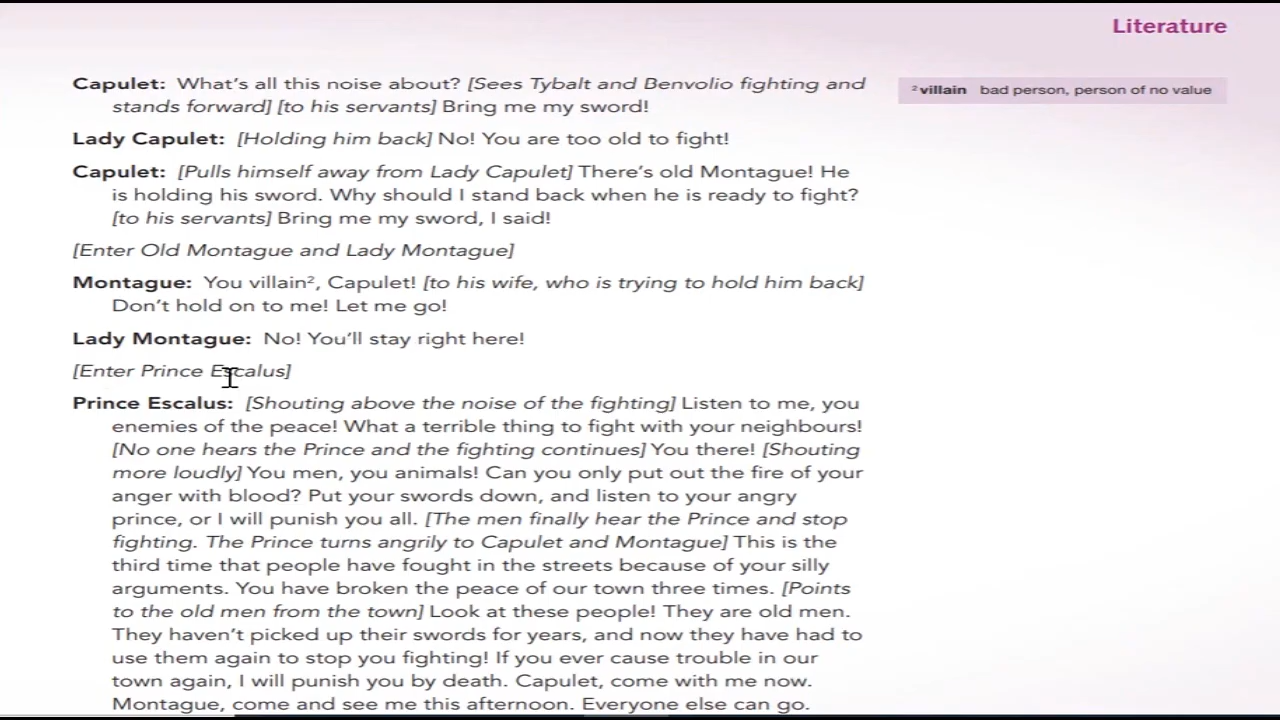 Literature
Capulet: What's all this noise about? [Sees Tybalt and Benvolio fighting and
stands forward] [to his servants] Bring me my sword!
² villain bad person, person of no value
Lady Capulet: [Holding him back] No! You are too old to fight!
Capulet: [Pulls himself away from Lady Capulet] There's old Montague! He
is holding his sword. Why should I stand back when he is ready to fight?
[to his servants] Bring me my sword, I said!
[Enter Old Montague and Lady Montague]
Montague: You villain², Capulet! [to his wife, who is trying to hold him back]
Don't hold on to me! Let me go!
Lady Montague: No! You'll stay right here!
[Enter Prince Escalus]
Prince Escalus: [Shouting above the noise of the fighting] Listen to me, you
enemies of the peace! What a terrible thing to fight with your neighbours!
[No one hears the Prince and the fighting continues] You there! [Shouting
more loudly] You men, you animals! Can you only put out the fire of your
anger with blood? Put your swords down, and listen to your angry
prince, or I will punish you all. [The men finally hear the Prince and stop
fighting. The Prince turns angrily to Capulet and Montague] This is the
third time that people have fought in the streets because of your silly
arguments. You have broken the peace of our town three times. [Points
to the old men from the town] Look at these people! They are old men.
They haven't picked up their swords for years, and now they have had to
use them again to stop you fighting! If you ever cause trouble in our
town again, I will punish you by death. Capulet, come with me now.
Montague, come and see me this afternoon. Everyone else can go.